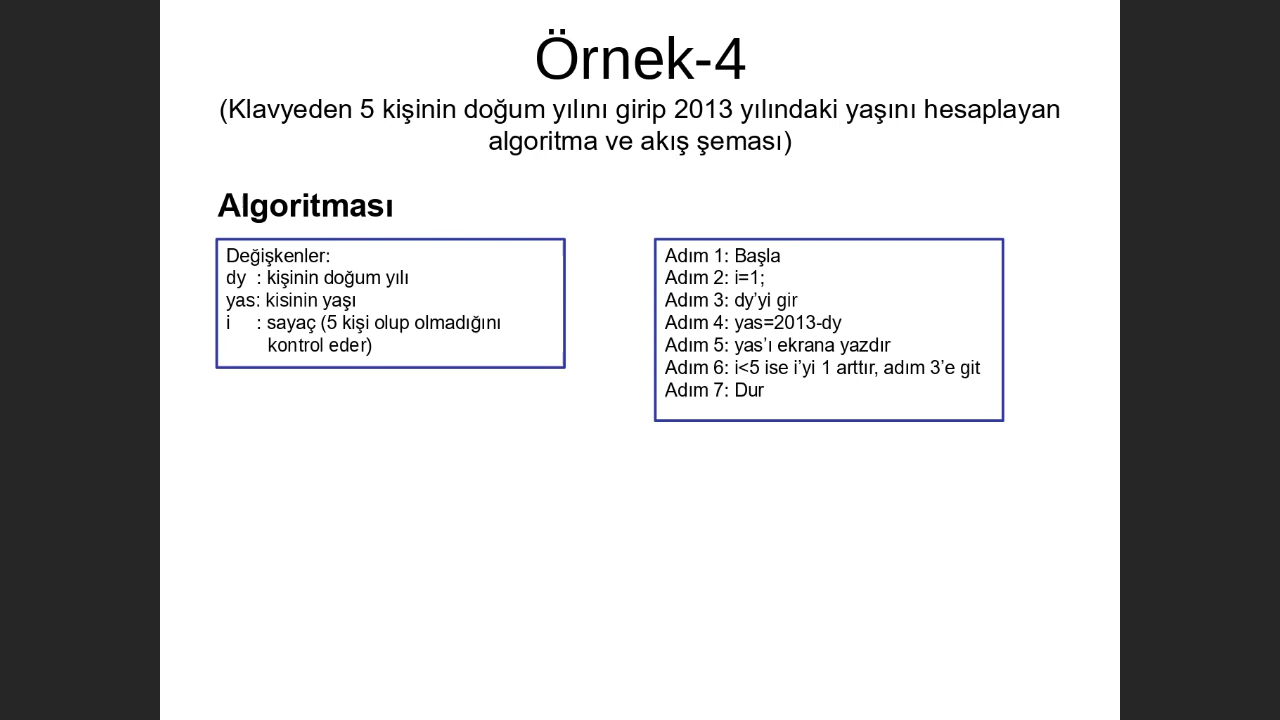 Örnek-4
(Klavyeden 5 kişinin doğum yılını girip 2013 yılındaki yaşını hesaplayan
algoritma ve akış şeması)
Algoritması
Değişkenler:
dy : kişinin doğum yılı
yas: kisinin yaşı
i : sayaç (5 kişi olup olmadığını
kontrol eder)
Adım 1: Başla
Adım 2: i=1;
Adım 3: dy’yi gir
Adım 4: yas=2013-dy
Adım 5: yas’ı ekrana yazdır
Adım 6: i<5 ise i’yi 1 arttır, adım 3’e git
Adım 7: Dur